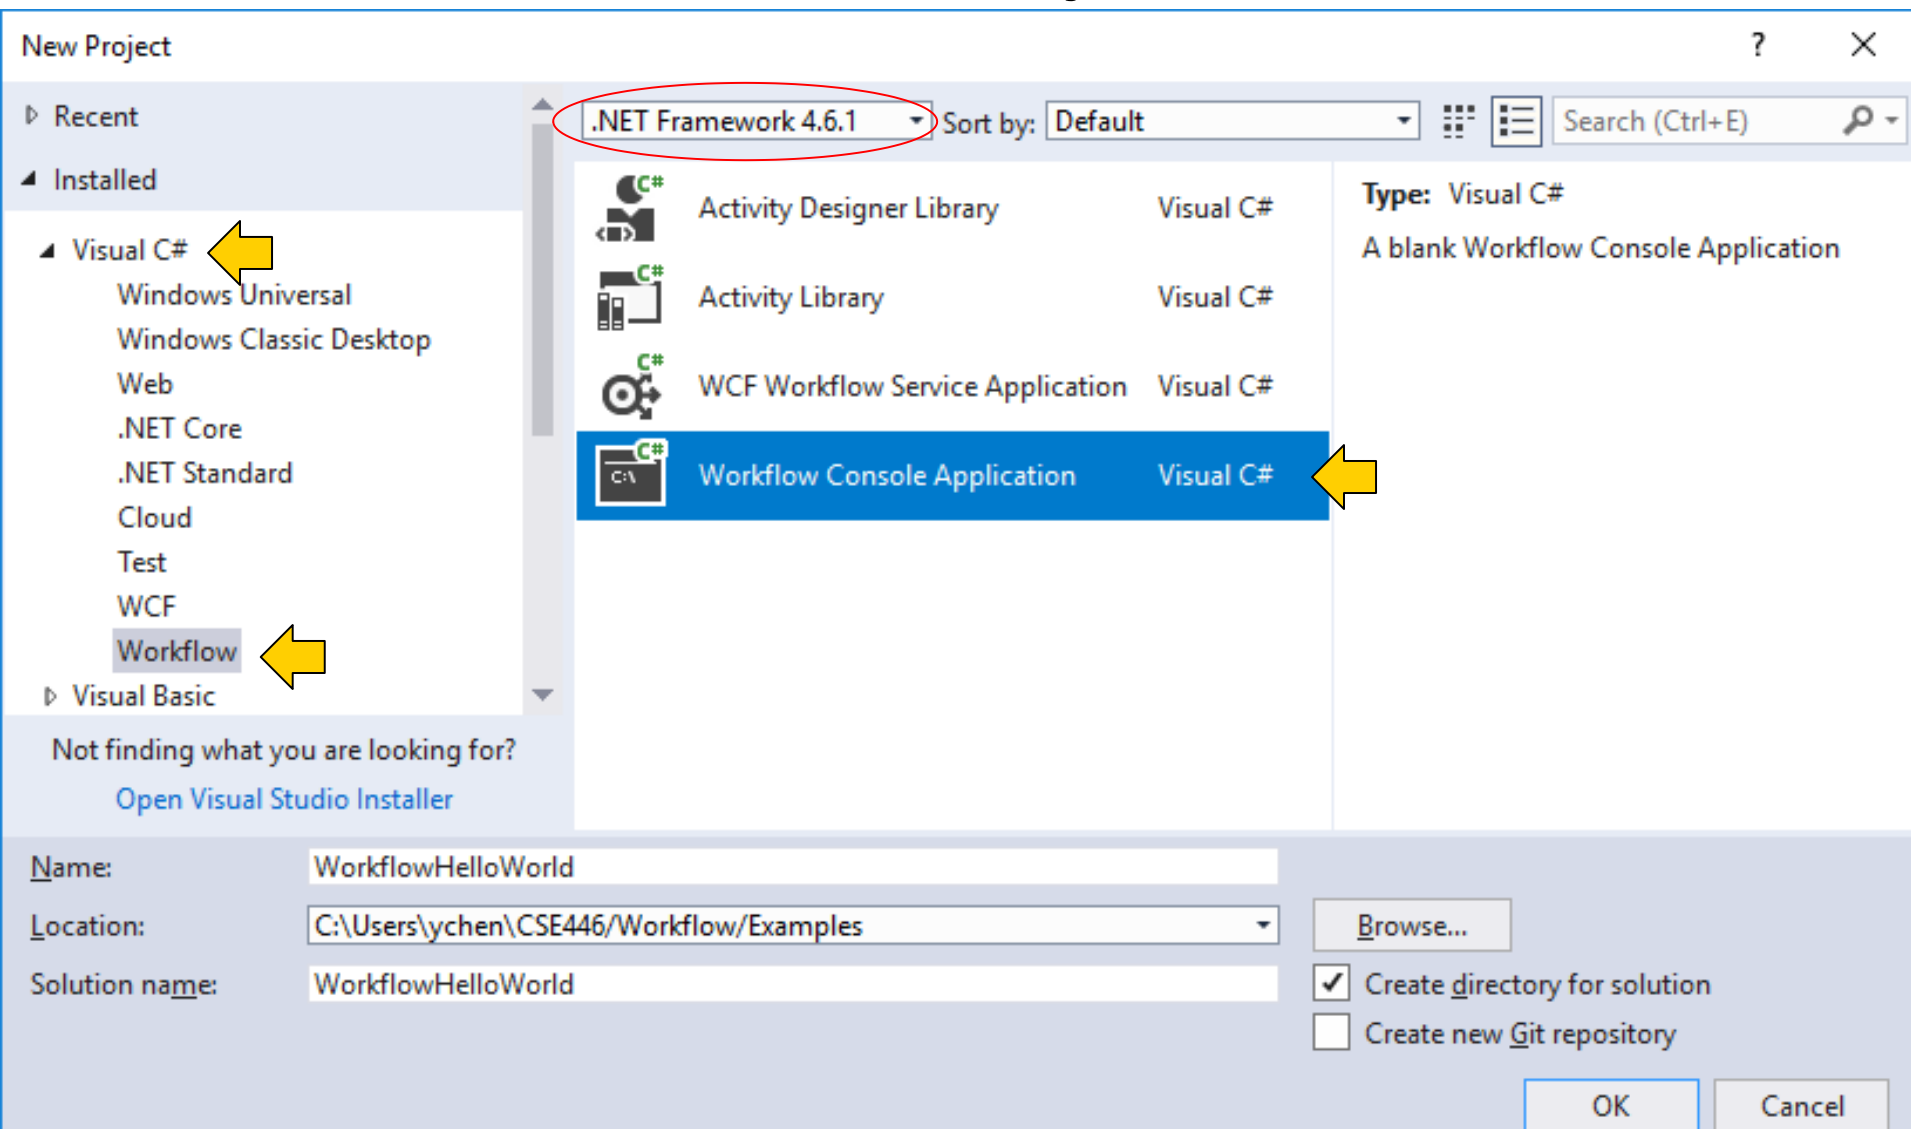 New Project
?
Recent
Installed
Visual C#
Windows Universal
Windows Classic Desktop
Web
.NET Core
.NET Standard
Cloud
Test
WCF
Workflow
Visual Basic
Not finding what you are looking for?
Open Visual Studio Installer
.NET Framework 4.6.1 Sort by: Default
Search (Ctrl+E)
C# Activity Designer Library Visual C#
C# Activity Library Visual C#
C# WCF Workflow Service Application Visual C#
C# C:\ Workflow Console Application Visual C#
Type: Visual C#
A blank Workflow Console Application
Name: WorkflowHelloWorld
Location: C:\Users\ychen\CSE446/Workflow/Examples Browse...
Solution name: WorkflowHelloWorld
Create directory for solution
Create new Git repository
OK Cancel